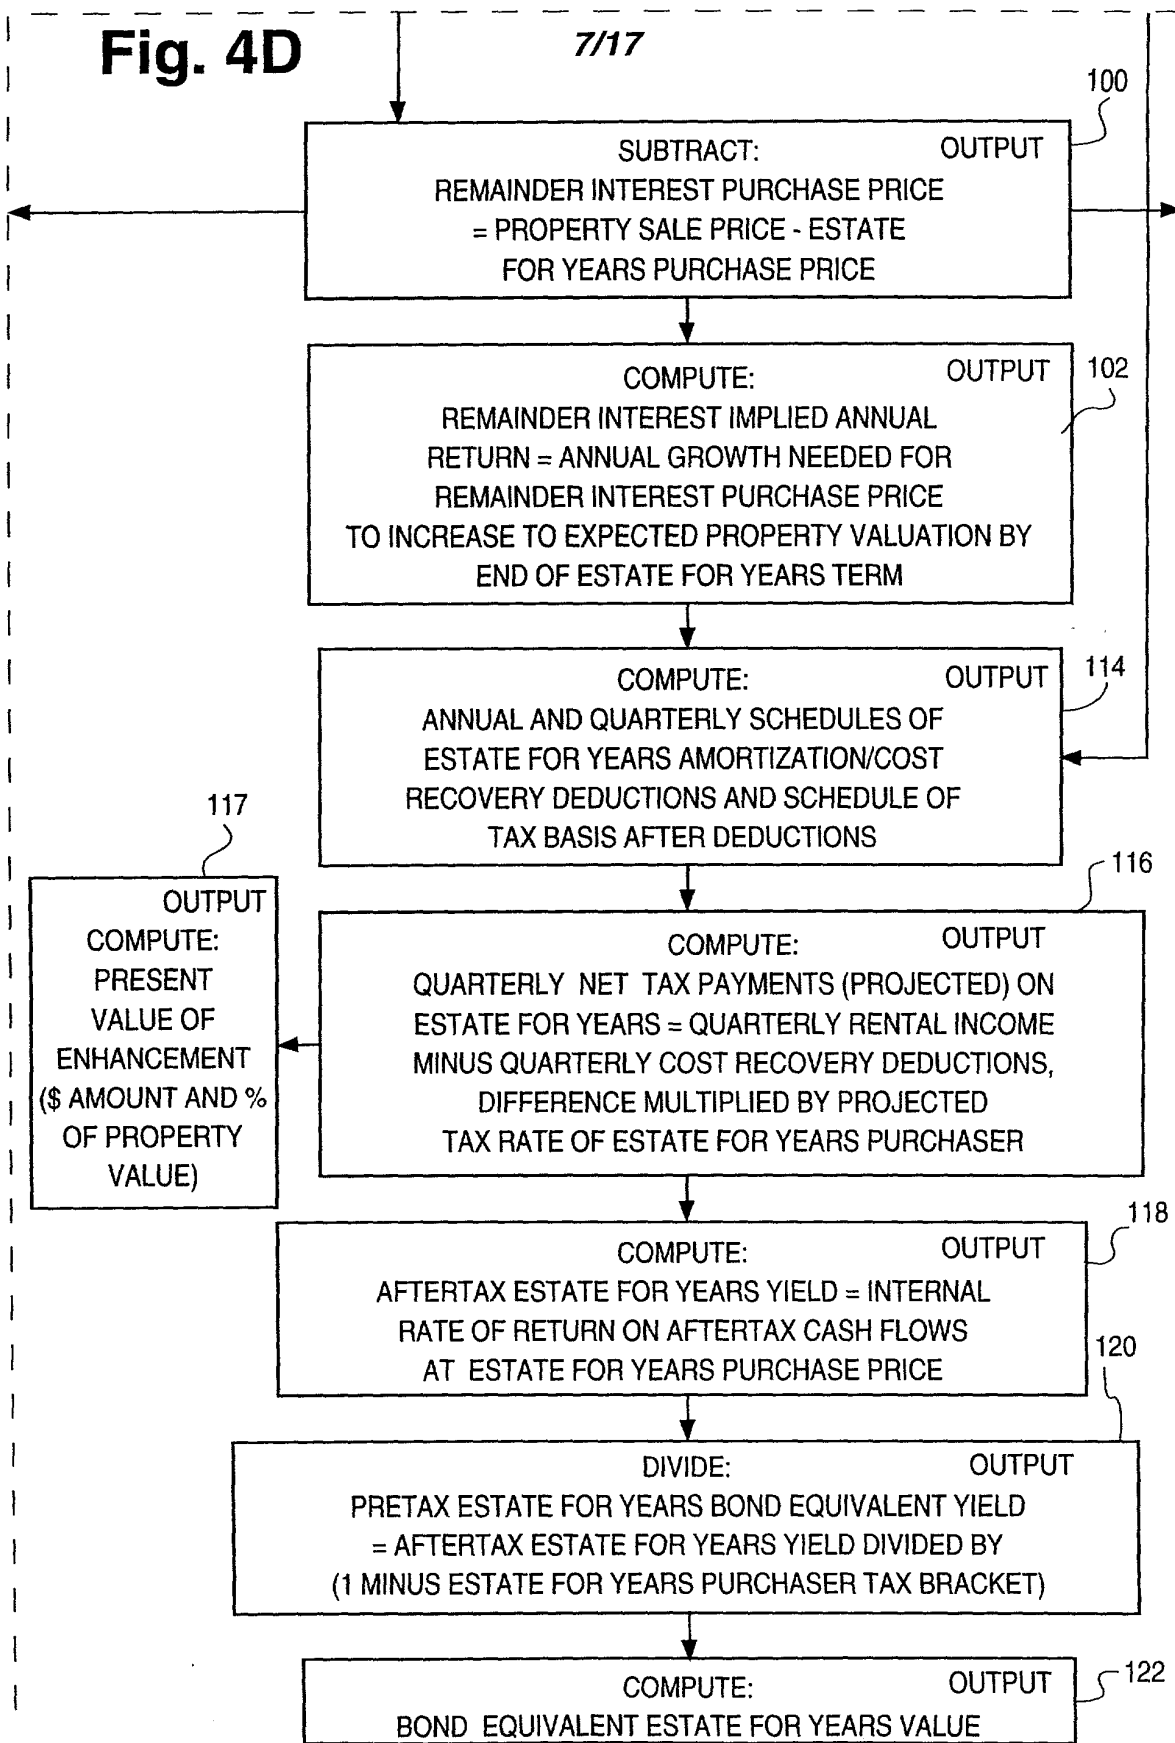 Fig. 4D
7/17
100
SUBTRACT: OUTPUT
REMAINDER INTEREST PURCHASE PRICE
= PROPERTY SALE PRICE - ESTATE
FOR YEARS PURCHASE PRICE
102
COMPUTE: OUTPUT
REMAINDER INTEREST IMPLIED ANNUAL
RETURN = ANNUAL GROWTH NEEDED FOR
REMAINDER INTEREST PURCHASE PRICE
TO INCREASE TO EXPECTED PROPERTY VALUATION BY
END OF ESTATE FOR YEARS TERM
114
COMPUTE: OUTPUT
ANNUAL AND QUARTERLY SCHEDULES OF
ESTATE FOR YEARS AMORTIZATION/COST
RECOVERY DEDUCTIONS AND SCHEDULE OF
TAX BASIS AFTER DEDUCTIONS
117
OUTPUT
COMPUTE:
PRESENT
VALUE OF
ENHANCEMENT
($ AMOUNT AND %
OF PROPERTY
VALUE)
116
COMPUTE: OUTPUT
QUARTERLY NET TAX PAYMENTS (PROJECTED) ON
ESTATE FOR YEARS = QUARTERLY RENTAL INCOME
MINUS QUARTERLY COST RECOVERY DEDUCTIONS,
DIFFERENCE MULTIPLIED BY PROJECTED
TAX RATE OF ESTATE FOR YEARS PURCHASER
118
COMPUTE: OUTPUT
AFTERTAX ESTATE FOR YEARS YIELD = INTERNAL
RATE OF RETURN ON AFTERTAX CASH FLOWS
AT ESTATE FOR YEARS PURCHASE PRICE
120
DIVIDE: OUTPUT
PRETAX ESTATE FOR YEARS BOND EQUIVALENT YIELD
= AFTERTAX ESTATE FOR YEARS YIELD DIVIDED BY
(1 MINUS ESTATE FOR YEARS PURCHASER TAX BRACKET)
122
COMPUTE: OUTPUT
BOND EQUIVALENT ESTATE FOR YEARS VALUE